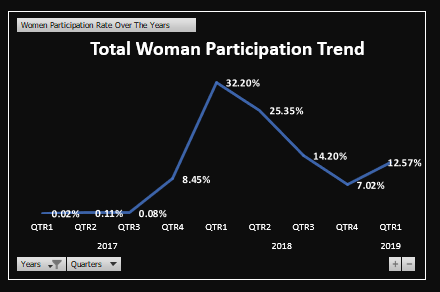 Women Participation Rate Over The Years
Total Woman Participation Trend
32.20%
25.35%
14.20%
12.57%
8.45%
7.02%
0.02% 0.11% 0.08%
QTR1 QTR2 QTR3 QTR4 QTR1 QTR2 QTR3 QTR4 QTR1
2017 2018 2019
Years Quarters + −